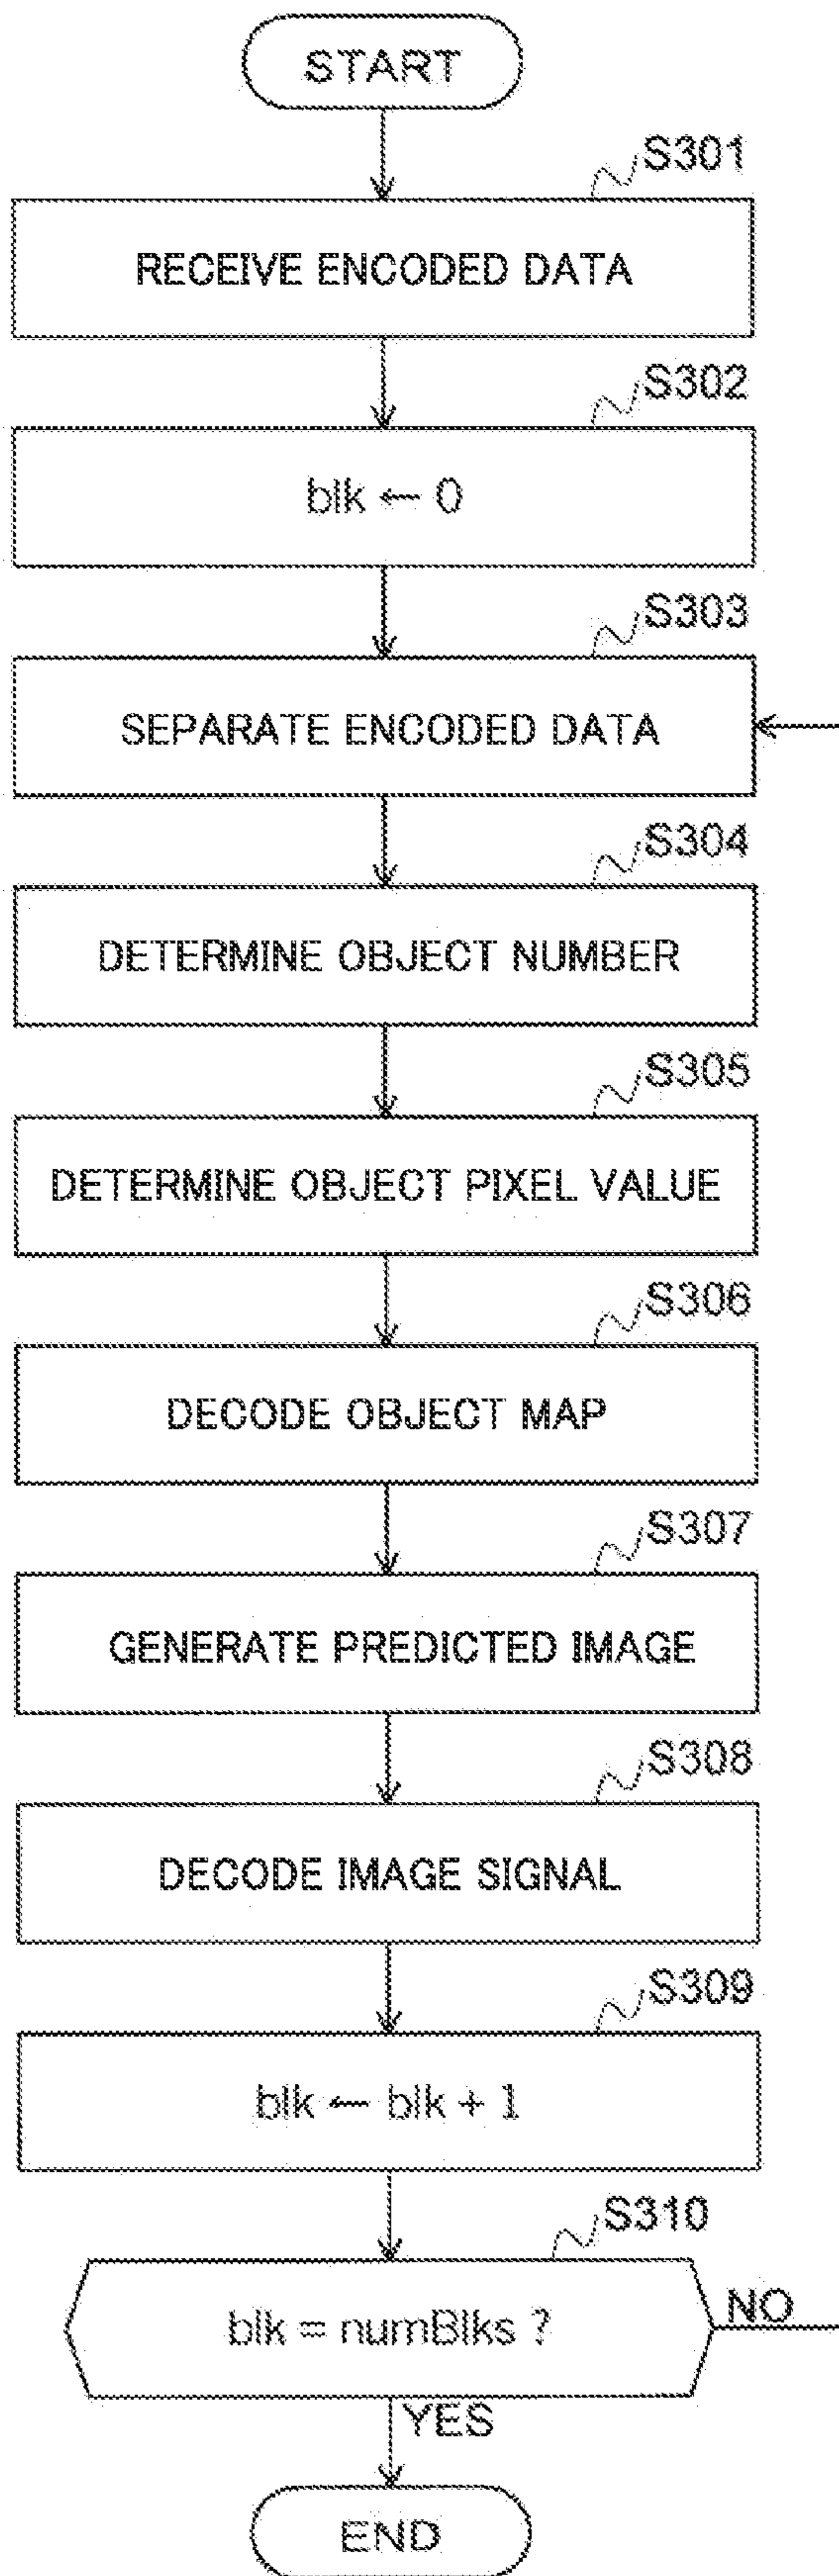 START
S301
RECEIVE ENCODED DATA
S302
blk ← 0
S303
SEPARATE ENCODED DATA
S304
DETERMINE OBJECT NUMBER
S305
DETERMINE OBJECT PIXEL VALUE
S306
DECODE OBJECT MAP
S307
GENERATE PREDICTED IMAGE
S308
DECODE IMAGE SIGNAL
S309
blk ← blk + 1
S310
blk = numBlks ?
NO
YES
END